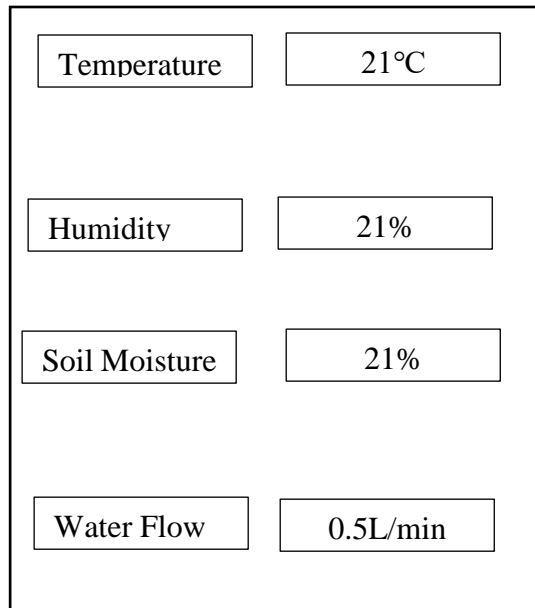 Temperature 21°C
Humidity 21%
Soil Moisture 21%
Water Flow 0.5L/min